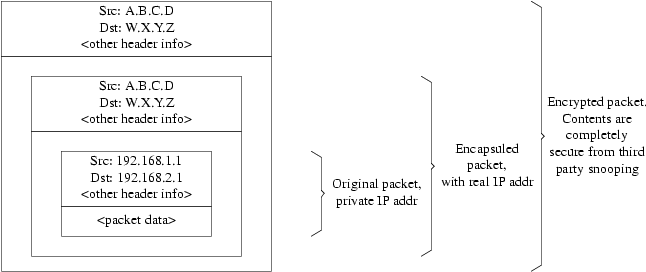 Src: A.B.C.D
Dst: W.X.Y.Z
<other header info>
Src: A.B.C.D
Dst: W.X.Y.Z
<other header info>
Src: 192.168.1.1
Dst: 192.168.2.1
<other header info>
<packet data>
Original packet,
private IP addr
Encapsuled
packet,
with real IP addr
Encrypted packet.
Contents are
completely
secure from third
party snooping